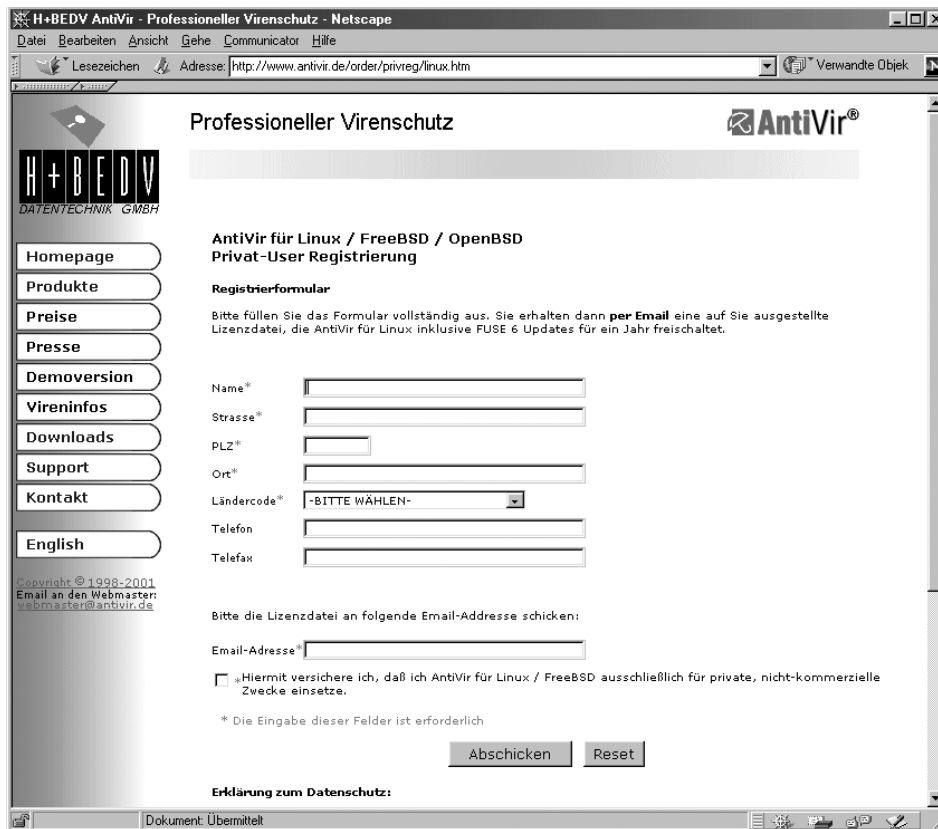 H+BEDV AntiVir - Professioneller Virenschutz - Netscape
Datei Bearbeiten Ansicht Gehe Communicator Hilfe
Lesezeichen Adresse: http://www.antivir.de/order/privreg/linux.htm Verwandte Objek
Professioneller Virenschutz
AntiVir®
H+BEDV
DATENTECHNIK GMBH
Homepage
Produkte
Preise
Presse
Demoversion
Vireninfos
Downloads
Support
Kontakt
English
Copyright © 1998-2001
Email an den Webmaster:
webmaster@antivir.de
AntiVir für Linux / FreeBSD / OpenBSD
Privat-User Registrierung
Registrierformular
Bitte füllen Sie das Formular vollständig aus. Sie erhalten dann per Email eine auf Sie ausgestellte
Lizenzdatei, die AntiVir für Linux inklusive FUSE 6 Updates für ein Jahr freischaltet.
Name*
Strasse*
PLZ*
Ort*
Ländercode* -BITTE WÄHLEN-
Telefon
Telefax
Bitte die Lizenzdatei an folgende Email-Addresse schicken:
Email-Adresse*
*Hiermit versichere ich, daß ich AntiVir für Linux / FreeBSD ausschließlich für private, nicht-kommerzielle
Zwecke einsetze.
* Die Eingabe dieser Felder ist erforderlich
Abschicken Reset
Erklärung zum Datenschutz:
Dokument: Übermittelt